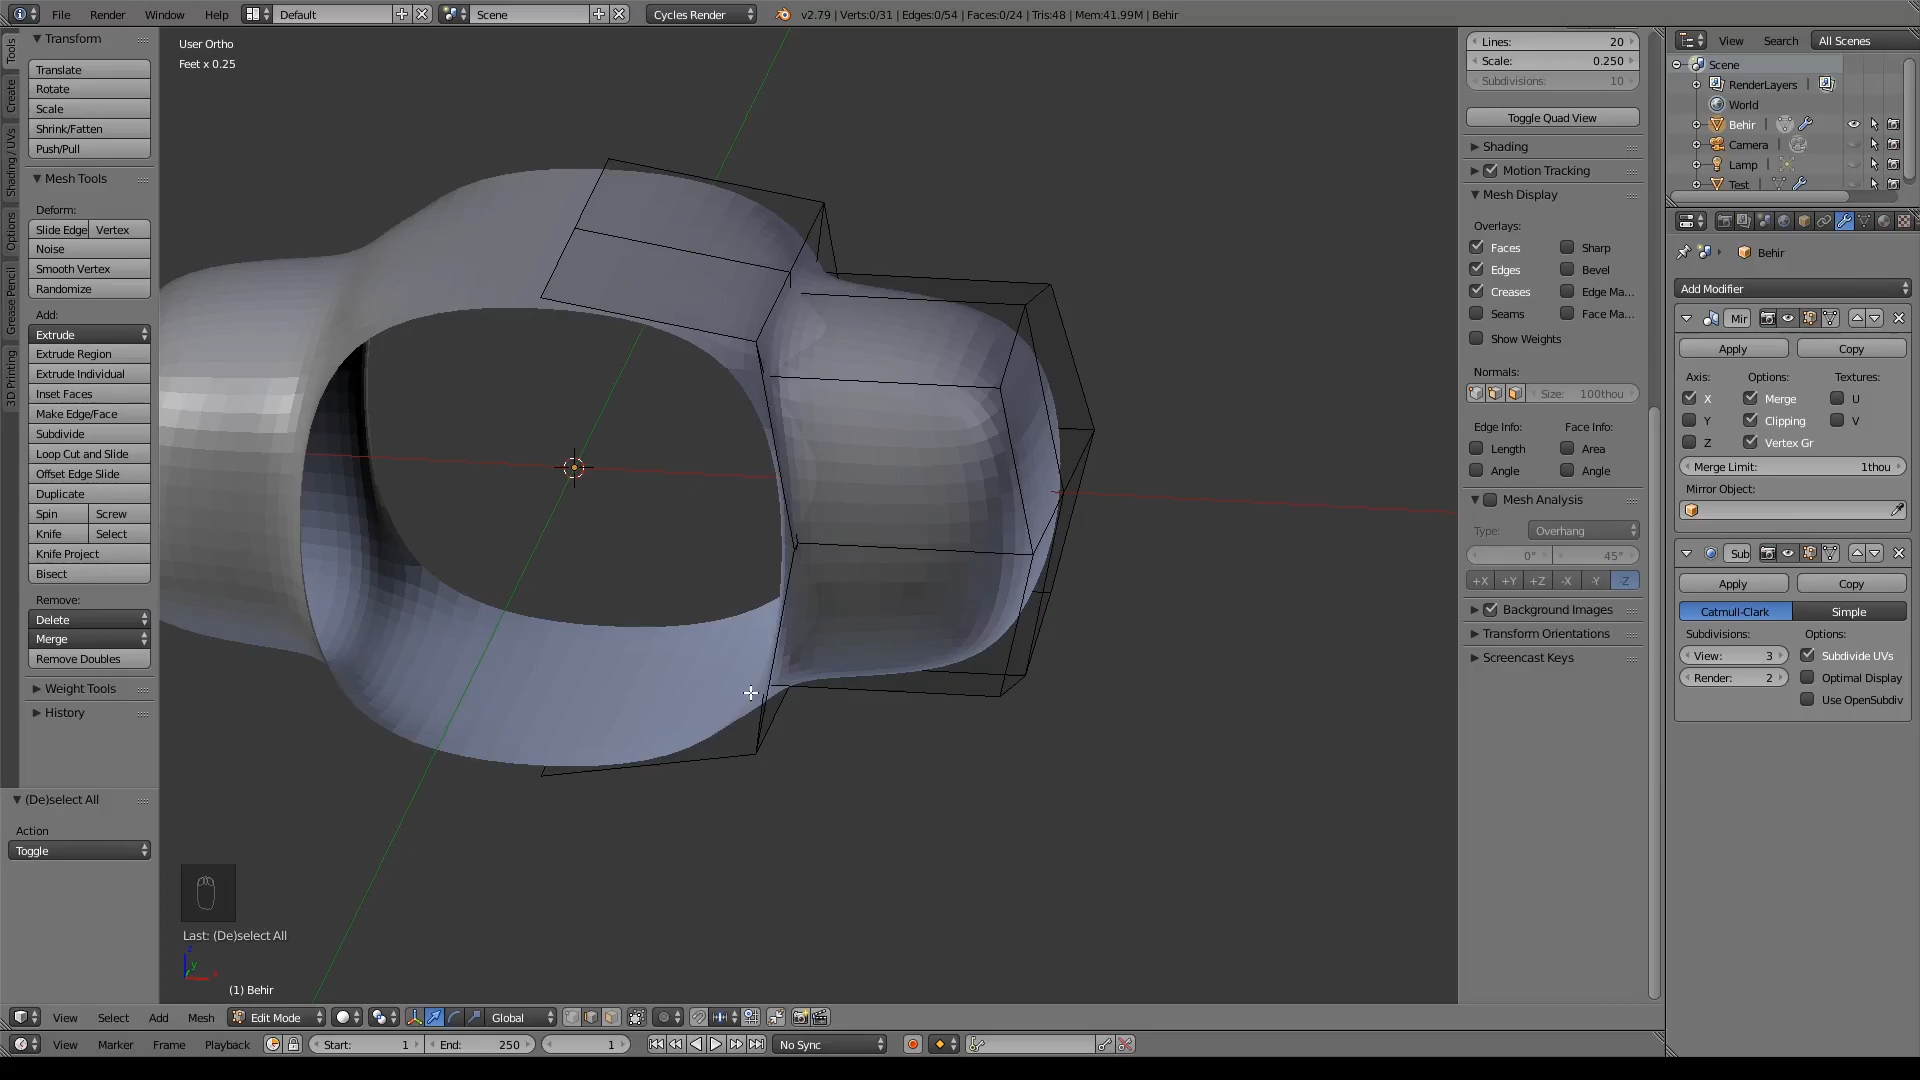 File Render Window Help Default Scene Cycles Render v2.79 | Verts:0/31 | Edges:0/54 | Faces:0/24 | Tris:48 | Mem:41.99M | Behir
Tools
Create
Shading / UVs
Options
Grease Pencil
3D Printing
Transform
Translate
Rotate
Scale
Shrink/Fatten
Push/Pull
Mesh Tools
Deform:
Slide Edge Vertex
Noise
Smooth Vertex
Randomize
Add:
Extrude
Extrude Region
Extrude Individual
Inset Faces
Make Edge/Face
Subdivide
Loop Cut and Slide
Offset Edge Slide
Duplicate
Spin Screw
Knife Select
Knife Project
Bisect
Remove:
Delete
Merge
Remove Doubles
Weight Tools
History
(De)select All
Action
Toggle
User Ortho
Feet x 0.25
Last: (De)select All
z
y
x
(1) Behir
Lines: 20
Scale: 0.250
Subdivisions: 10
Toggle Quad View
Shading
Motion Tracking
Mesh Display
Overlays:
Faces Sharp
Edges Bevel
Creases Edge Ma...
Seams Face Ma...
Show Weights
Normals:
Size: 100thou
Edge Info: Face Info:
Length Area
Angle Angle
Mesh Analysis
Type: Overhang
0° 45°
+X +Y +Z -X -Y -Z
Background Images
Transform Orientations
Screencast Keys
View Search All Scenes
Scene
RenderLayers
World
Behir
Camera
Lamp
Test
Behir
Add Modifier
Mir
Apply Copy
Axis: Options: Textures:
X Merge U
Y Clipping V
Z Vertex Gr
Merge Limit: 1thou
Mirror Object:
Sub
Apply Copy
Catmull-Clark Simple
Subdivisions: Options:
View: 3 Subdivide UVs
Render: 2 Optimal Display
Use OpenSubdiv
View Select Add Mesh Edit Mode Global
View Marker Frame Playback Start: 1 End: 250 1 No Sync